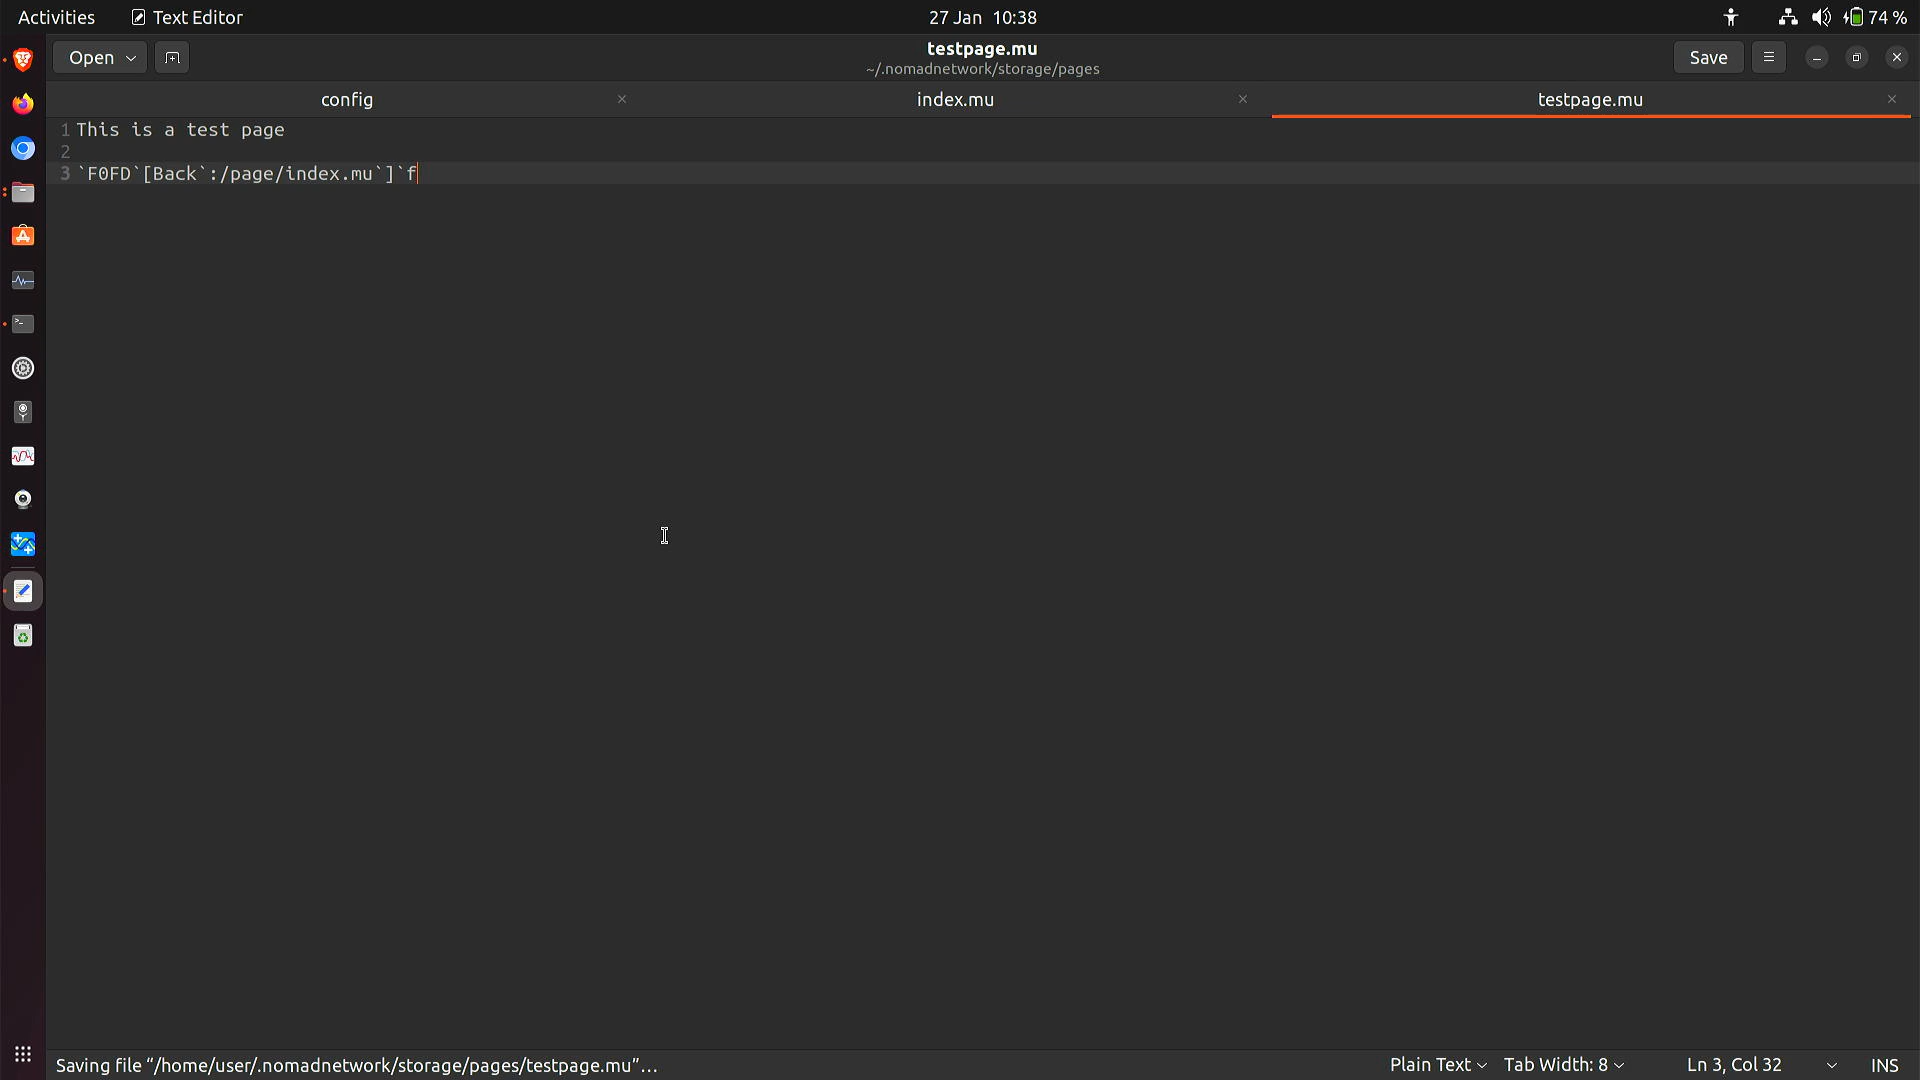 Activities
Text Editor
27 Jan 10:38
74 %
Open
testpage.mu
~/.nomadnetwork/storage/pages
Save
config
index.mu
testpage.mu
1 This is a test page
2
3 `F0FD`[Back`:/page/index.mu`]`f
Saving file “/home/user/.nomadnetwork/storage/pages/testpage.mu”…
Plain Text
Tab Width: 8
Ln 3, Col 32
INS